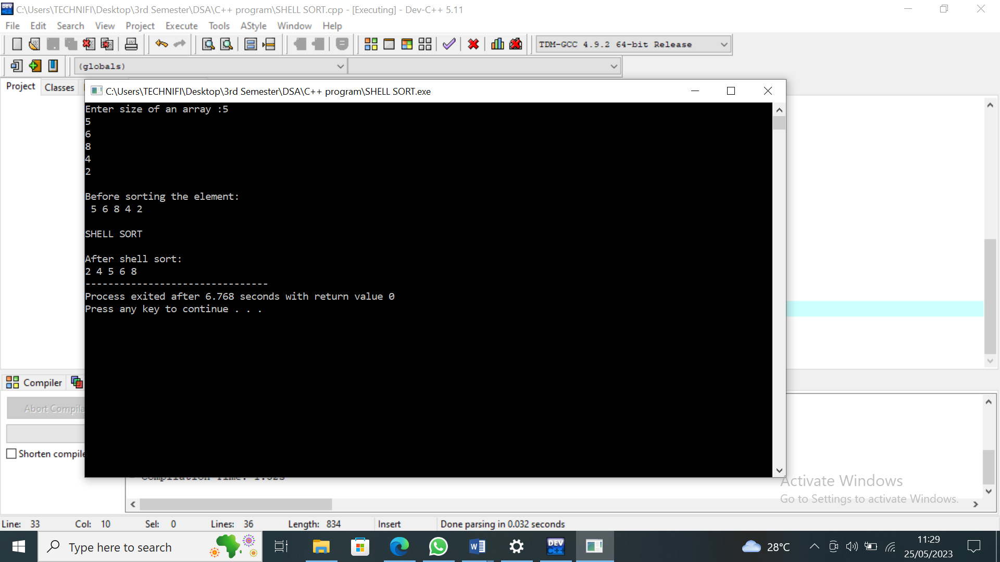 C:\Users\TECHNIFI\Desktop\3rd Semester\DSA\C++ program\SHELL SORT.cpp - [Executing] - Dev-C++ 5.11
File Edit Search View Project Execute Tools AStyle Window Help
TDM-GCC 4.9.2 64-bit Release
(globals)
Project Classes
C:\Users\TECHNIFI\Desktop\3rd Semester\DSA\C++ program\SHELL SORT.exe
Enter size of an array :5
5
6
8
4
2
Before sorting the element:
5 6 8 4 2
SHELL SORT
After shell sort:
2 4 5 6 8
--------------------------------
Process exited after 6.768 seconds with return value 0
Press any key to continue . . .
Compiler
Abort Compila
Shorten compile
Compilation Time: 1.52s
Activate Windows
Go to Settings to activate Windows.
Line: 33 Col: 10 Sel: 0 Lines: 36 Length: 834 Insert Done parsing in 0.032 seconds
Type here to search
DEV C++
28°C
11:29
25/05/2023